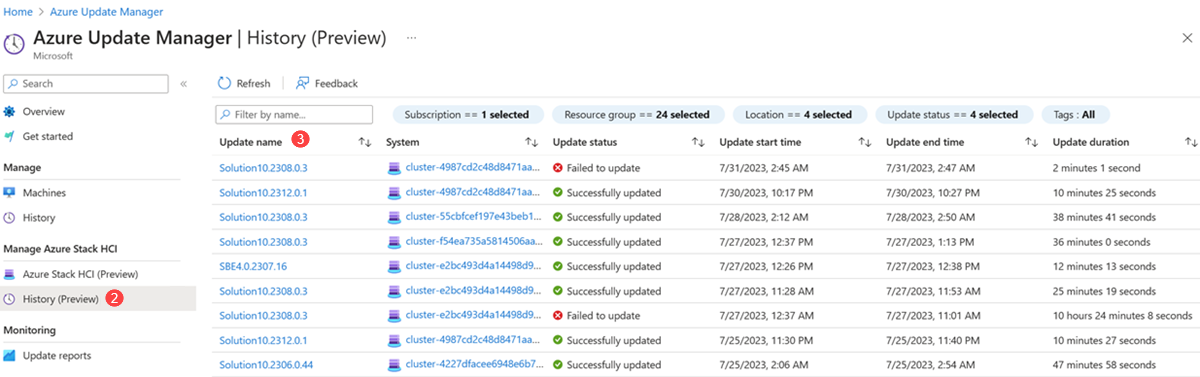 Home > Azure Update Manager
Azure Update Manager | History (Preview) ...
Microsoft
Search «
Overview
Get started
Manage
Machines
History
Manage Azure Stack HCI
Azure Stack HCI (Preview)
History (Preview) 2
Monitoring
Update reports
Refresh Feedback
Filter by name... Subscription == 1 selected Resource group == 24 selected Location == 4 selected Update status == 4 selected Tags : All
Update name 3 System Update status Update start time Update end time Update duration
Solution10.2308.0.3 cluster-4987cd2c48d8471aa... Failed to update 7/31/2023, 2:45 AM 7/31/2023, 2:47 AM 2 minutes 1 second
Solution10.2312.0.1 cluster-4987cd2c48d8471aa... Successfully updated 7/30/2023, 10:17 PM 7/30/2023, 10:27 PM 10 minutes 25 seconds
Solution10.2308.0.3 cluster-55cbfcef197e43beb1... Successfully updated 7/28/2023, 2:12 AM 7/28/2023, 2:50 AM 38 minutes 41 seconds
Solution10.2308.0.3 cluster-f54ea735a5814506aa... Successfully updated 7/27/2023, 12:37 PM 7/27/2023, 1:13 PM 36 minutes 0 seconds
SBE4.0.2307.16 cluster-e2bc493d4a14498d9... Successfully updated 7/27/2023, 12:26 PM 7/27/2023, 12:38 PM 12 minutes 13 seconds
Solution10.2308.0.3 cluster-e2bc493d4a14498d9... Successfully updated 7/27/2023, 11:28 AM 7/27/2023, 11:53 AM 25 minutes 19 seconds
Solution10.2308.0.3 cluster-e2bc493d4a14498d9... Failed to update 7/27/2023, 12:37 AM 7/27/2023, 11:01 AM 10 hours 24 minutes 8 seconds
Solution10.2312.0.1 cluster-4987cd2c48d8471aa... Successfully updated 7/25/2023, 11:30 PM 7/25/2023, 11:40 PM 10 minutes 27 seconds
Solution10.2306.0.44 cluster-4227dfacee6948e6b7... Successfully updated 7/25/2023, 2:06 AM 7/25/2023, 2:54 AM 47 minutes 58 seconds